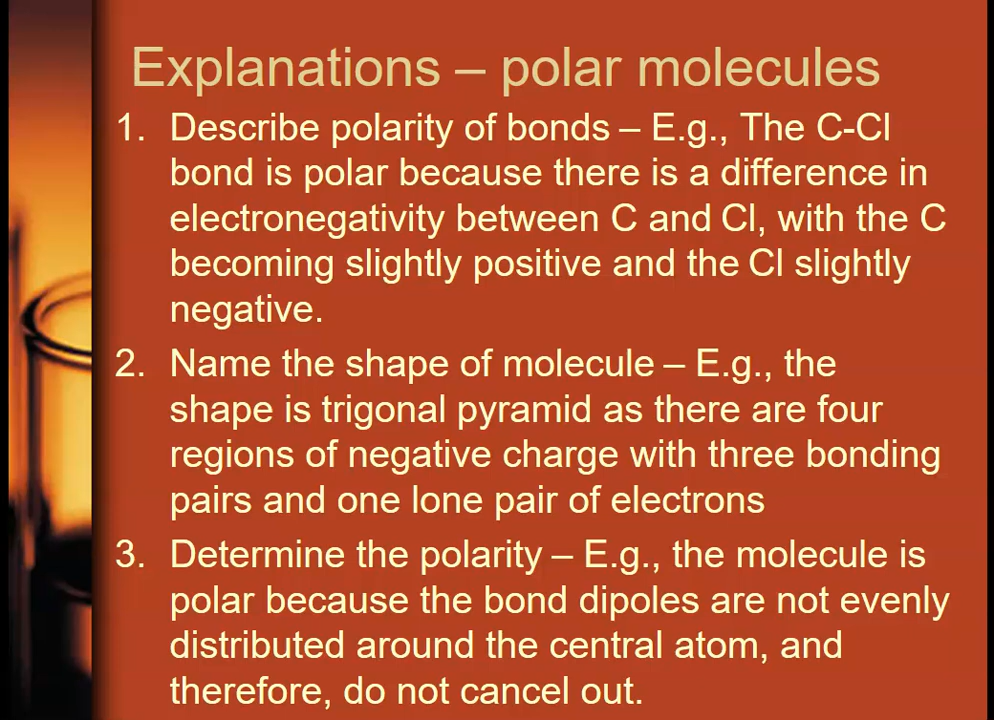 Explanations – polar molecules
1. Describe polarity of bonds – E.g., The C-Cl
bond is polar because there is a difference in
electronegativity between C and Cl, with the C
becoming slightly positive and the Cl slightly
negative.
2. Name the shape of molecule – E.g., the
shape is trigonal pyramid as there are four
regions of negative charge with three bonding
pairs and one lone pair of electrons
3. Determine the polarity – E.g., the molecule is
polar because the bond dipoles are not evenly
distributed around the central atom, and
therefore, do not cancel out.